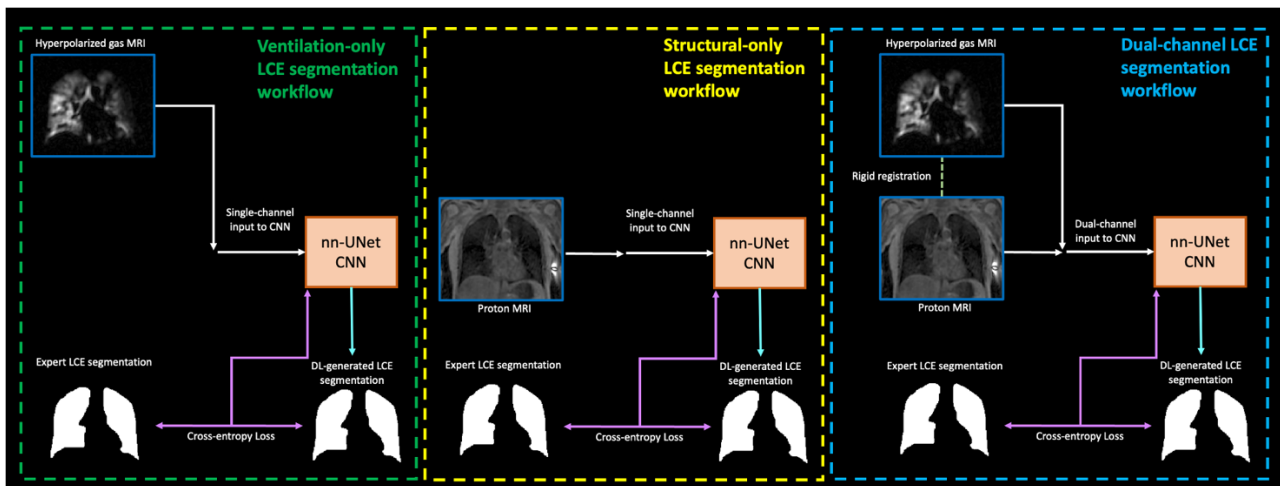 Hyperpolarized gas MRI
Ventilation-only
LCE segmentation
workflow
Single-channel
input to CNN
nn-UNet
CNN
Expert LCE segmentation
DL-generated LCE
segmentation
Cross-entropy Loss
Structural-only
LCE segmentation
workflow
Single-channel
input to CNN
nn-UNet
CNN
Proton MRI
Expert LCE segmentation
DL-generated LCE
segmentation
Cross-entropy Loss
Hyperpolarized gas MRI
Dual-channel LCE
segmentation
workflow
Rigid registration
Dual-channel
input to CNN
nn-UNet
CNN
Proton MRI
Expert LCE segmentation
DL-generated LCE
segmentation
Cross-entropy Loss